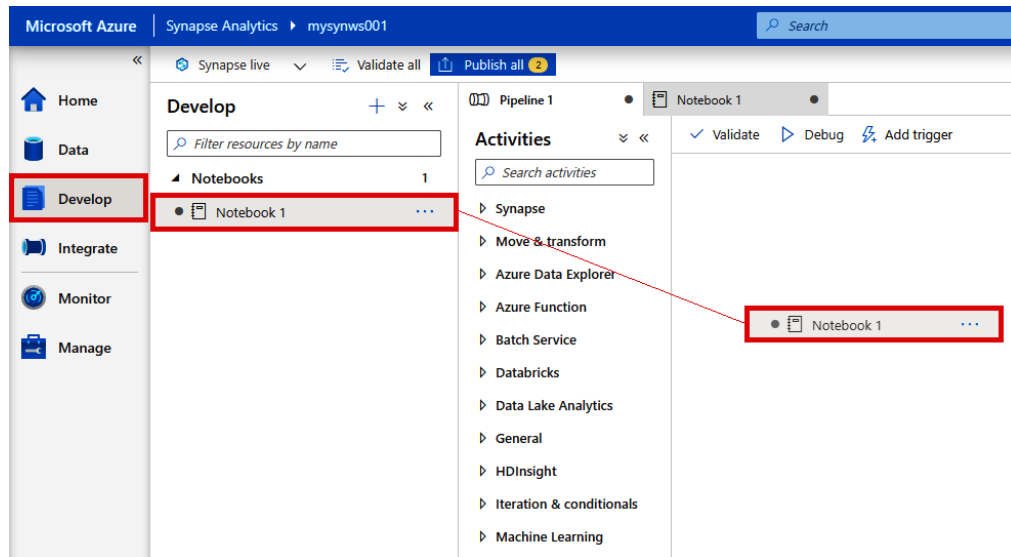 Microsoft Azure
Synapse Analytics
mysynws001
Search
Synapse live
Validate all
Publish all 2
Home
Data
Develop
Integrate
Monitor
Manage
Develop
Filter resources by name
Notebooks 1
Notebook 1
Pipeline 1
Notebook 1
Activities
Search activities
Synapse
Move & transform
Azure Data Explorer
Azure Function
Batch Service
Databricks
Data Lake Analytics
General
HDInsight
Iteration & conditionals
Machine Learning
Validate
Debug
Add trigger
Notebook 1